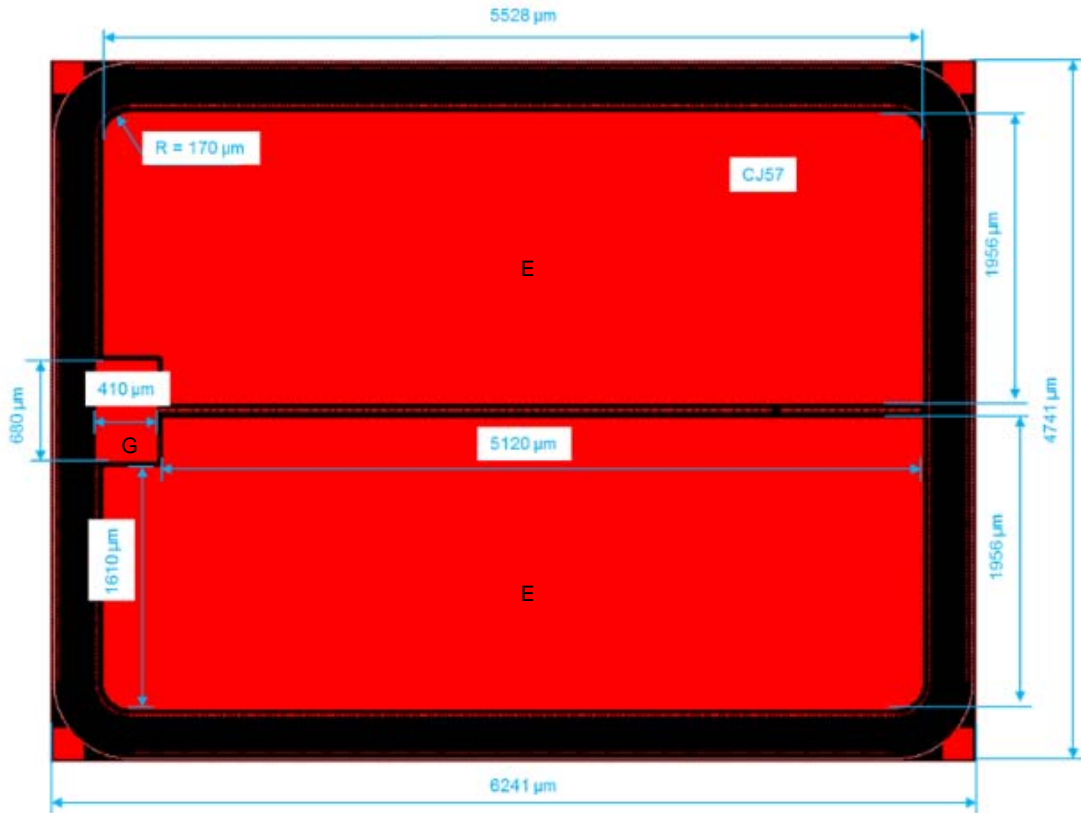 5528 µm
R = 170 µm
CJ57
E
1956 µm
680 µm
410 µm
G
5120 µm
4741 µm
1610 µm
1956 µm
E
6241 µm